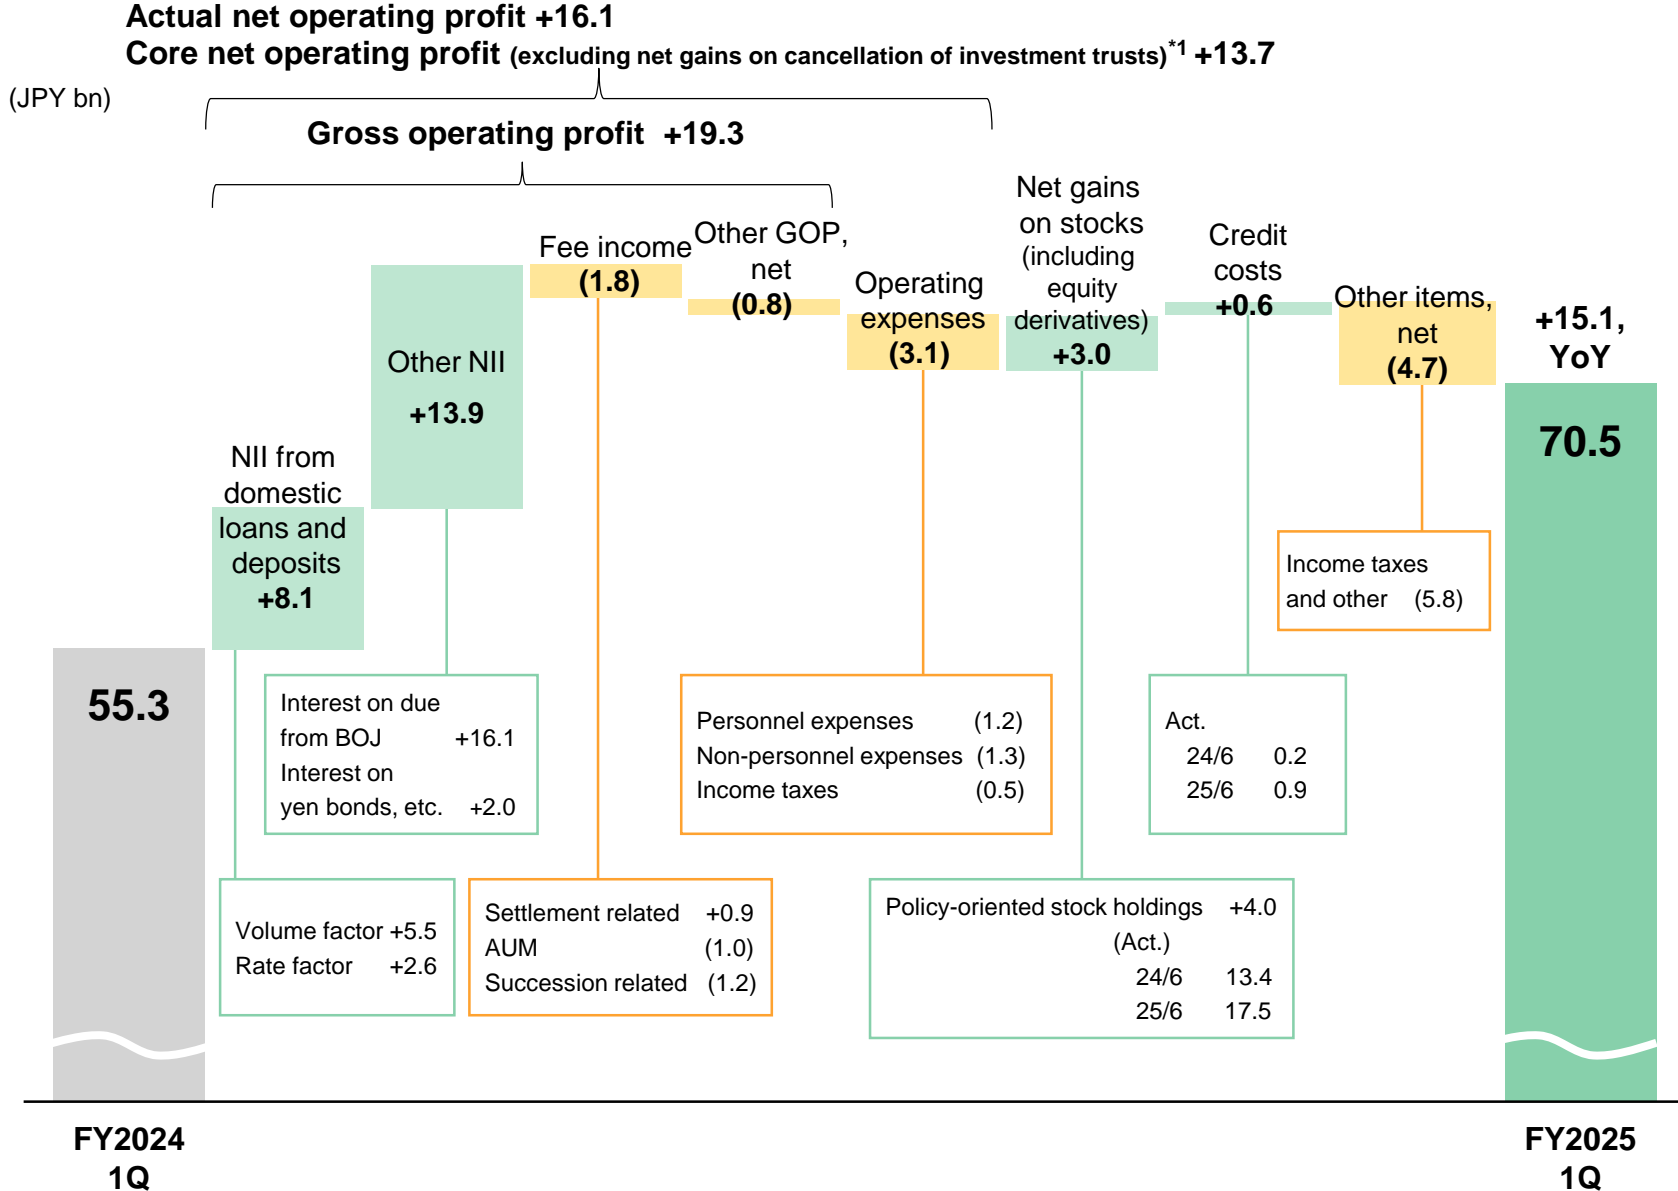 Actual net operating profit +16.1
Core net operating profit (excluding net gains on cancellation of investment trusts)*1 +13.7
(JPY bn)
Gross operating profit +19.3
55.3
NII from
domestic
loans and
deposits
+8.1
Other NII
+13.9
Fee income
(1.8)
Other GOP,
net
(0.8)
Operating
expenses
(3.1)
Net gains
on stocks
(including
equity
derivatives)
+3.0
Credit
costs
+0.6
Other items,
net
(4.7)
+15.1,
YoY
70.5
Income taxes
and other (5.8)
Interest on due
from BOJ +16.1
Interest on
yen bonds, etc. +2.0
Personnel expenses (1.2)
Non-personnel expenses (1.3)
Income taxes (0.5)
Act.
24/6 0.2
25/6 0.9
Volume factor +5.5
Rate factor +2.6
Settlement related +0.9
AUM (1.0)
Succession related (1.2)
Policy-oriented stock holdings +4.0
(Act.)
24/6 13.4
25/6 17.5
FY2024
1Q
FY2025
1Q